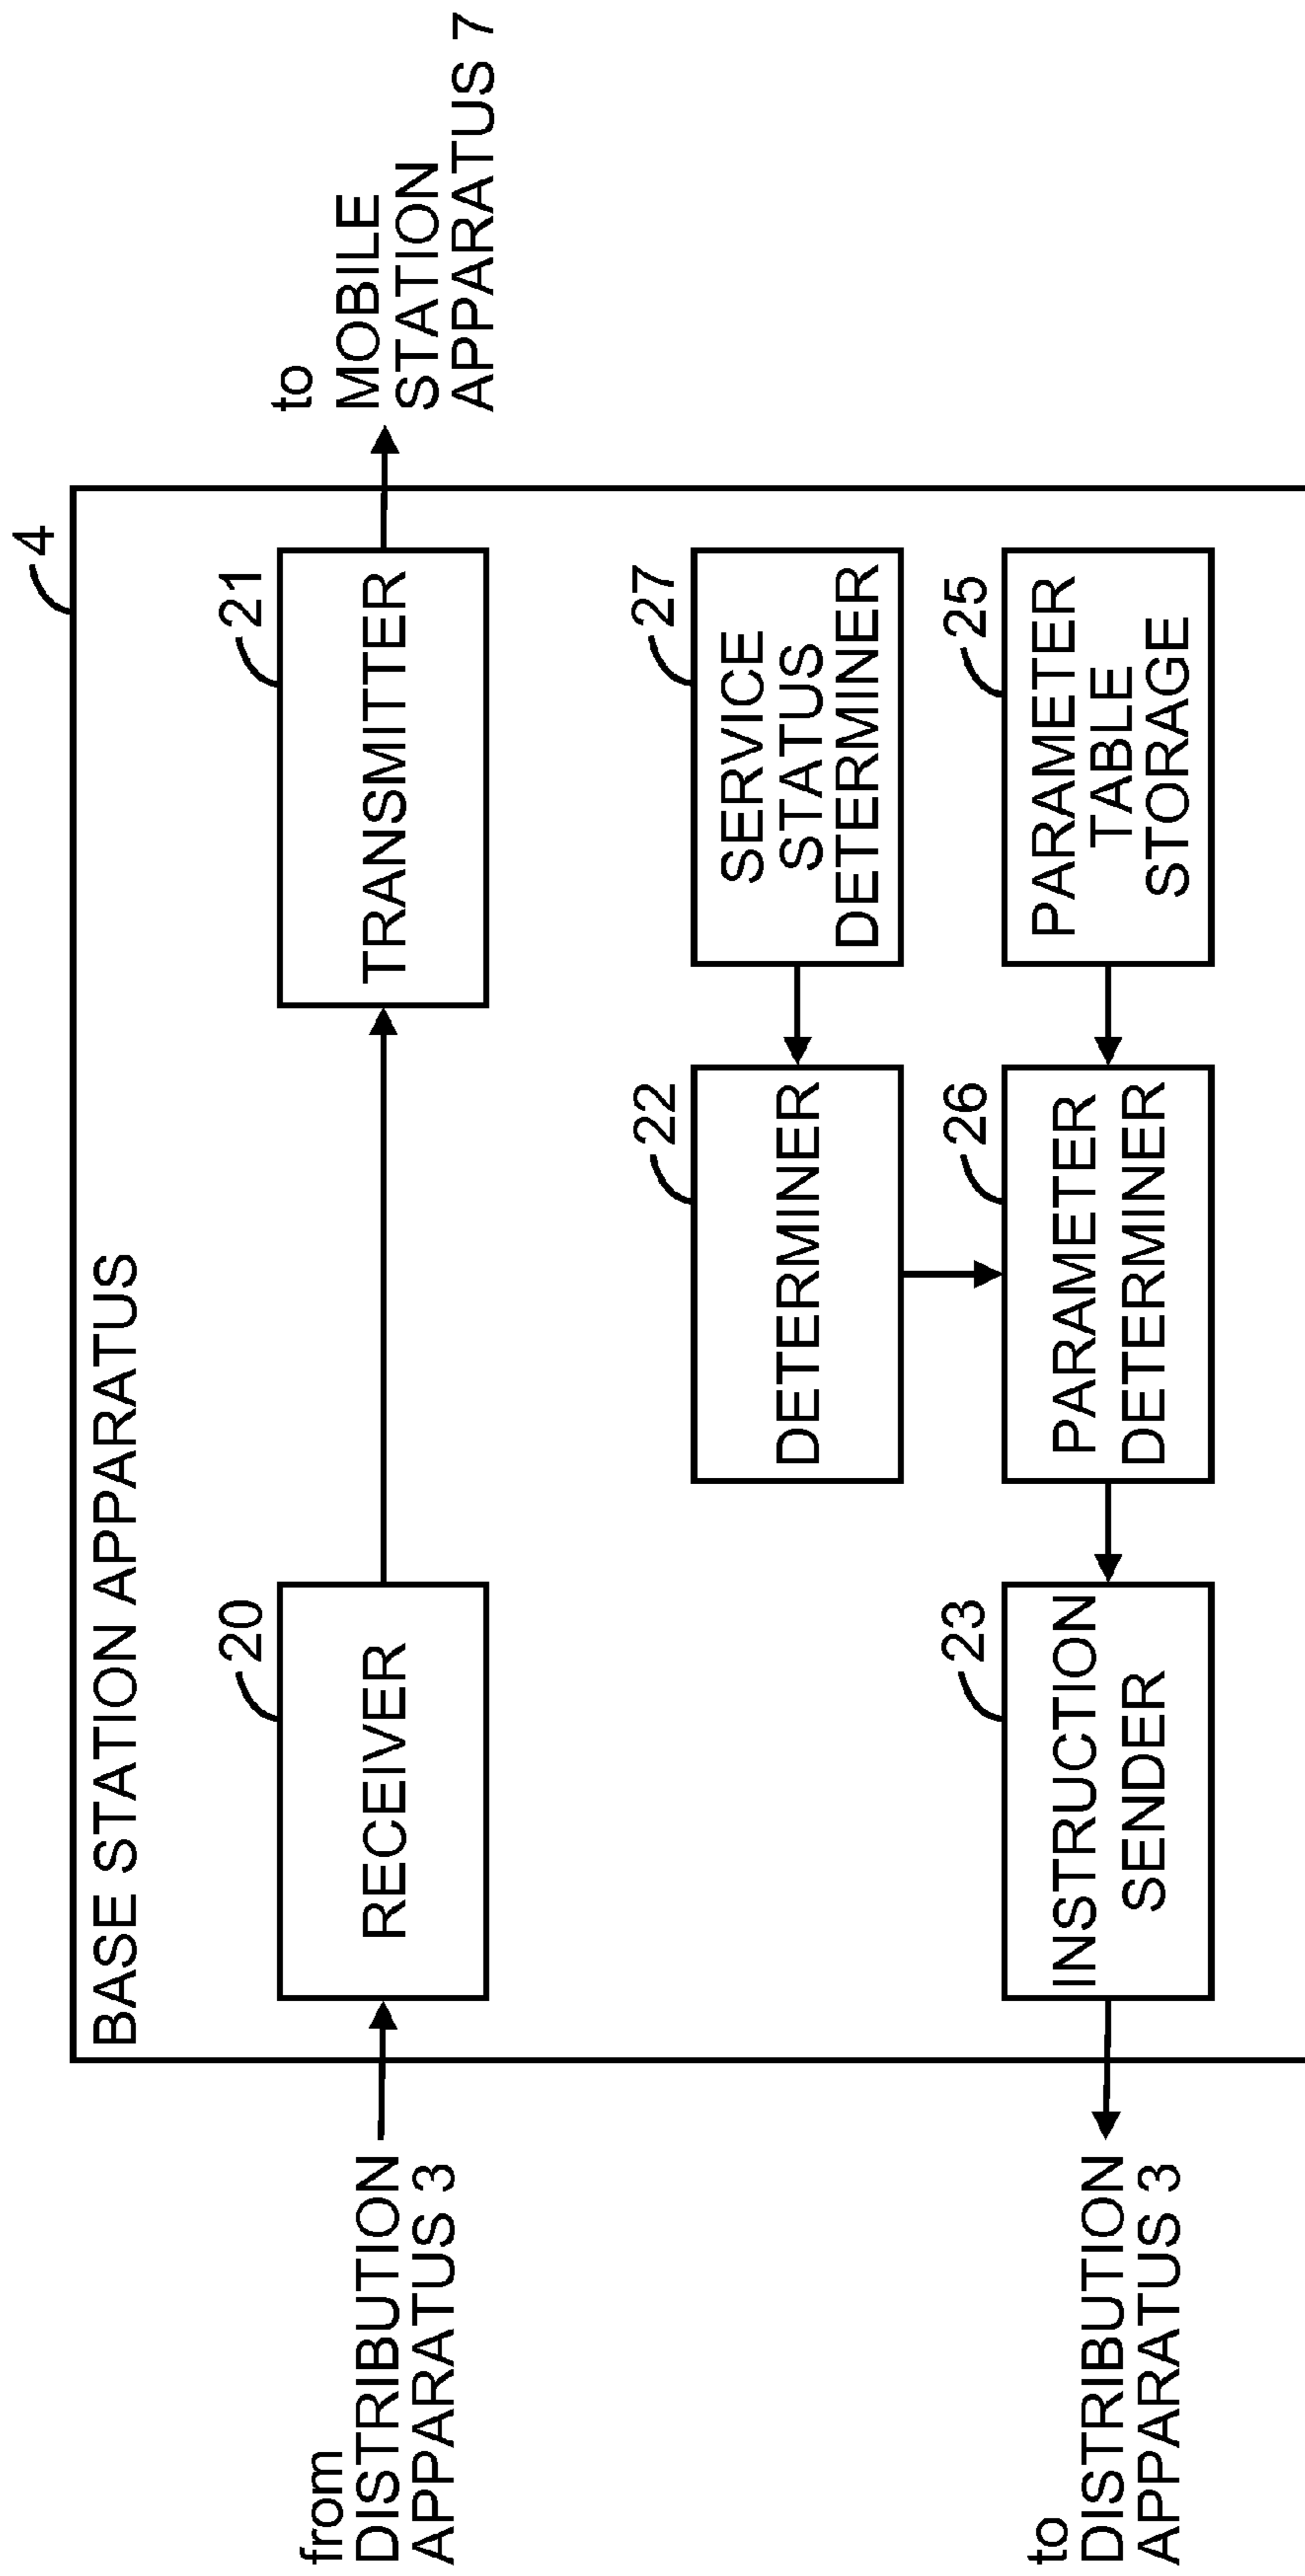 4
BASE STATION APPARATUS
from
DISTRIBUTION
APPARATUS 3
20
RECEIVER
21
TRANSMITTER
to
MOBILE
STATION
APPARATUS 7
22
DETERMINER
27
SERVICE
STATUS
DETERMINER
to
DISTRIBUTION
APPARATUS 3
23
INSTRUCTION
SENDER
26
PARAMETER
DETERMINER
25
PARAMETER
TABLE
STORAGE